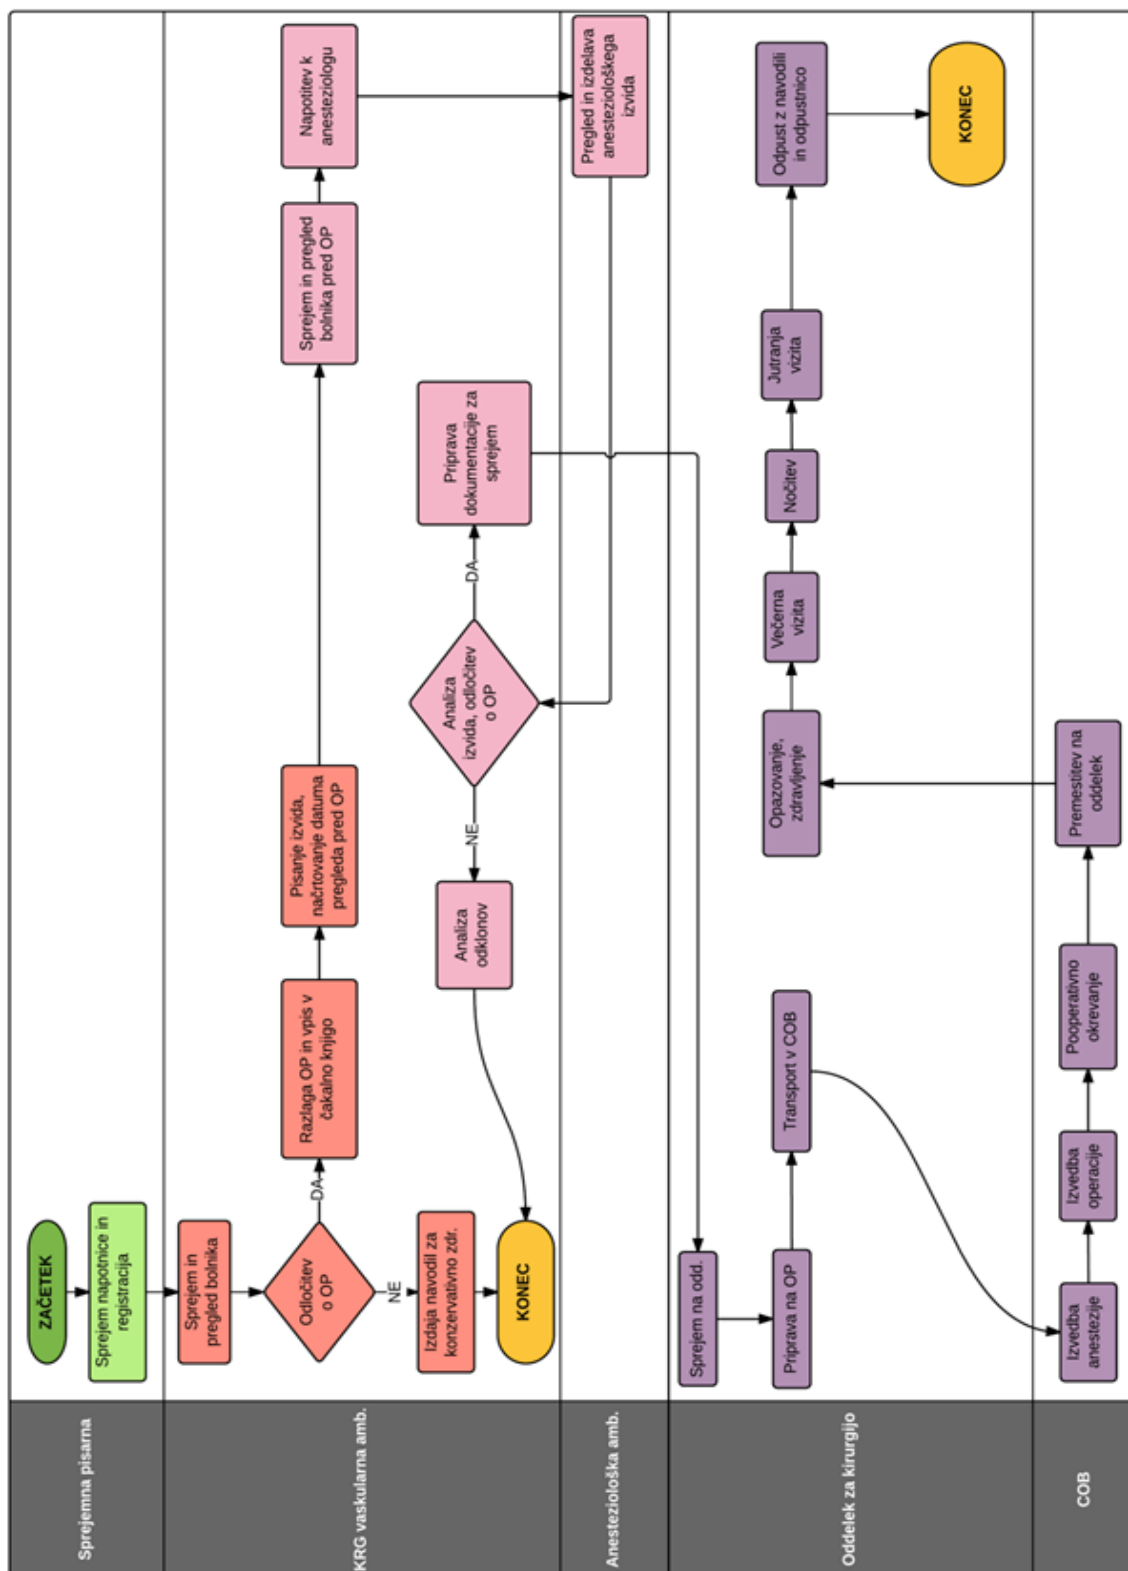 Sprejemna pisarna
ZAČETEK
Sprejem napotnice in
registracija
KRG vaskularna amb.
Sprejem in
pregled bolnika
Odločitev
o OP
DA
NE
Razlaga OP in vpis v
čakalno knjigo
Pisanje izvida,
načrtovanje datuma
pregleda pred OP
Sprejem in pregled
bolnika pred OP
Napotitev k
anesteziologu
Izdaja navodil za
konzervativno zdr.
KONEC
Analiza
odklonov
NE
Analiza
izvida, odločitev
o OP
DA
Priprava
dokumentacije za
sprejem
Anesteziološka amb.
Pregled in izdelava
anesteziološkega
izvida
Oddelek za kirurgijo
Sprejem na odd.
Priprava na OP
Transport v COB
Opazovanje,
zdravljenje
Večerna
vizita
Nočitev
Jutranja
vizita
Odpust z navodili
in odpustnico
KONEC
COB
Izvedba
anestezije
Izvedba
operacije
Pooperativno
okrevanje
Premestitev na
oddelek